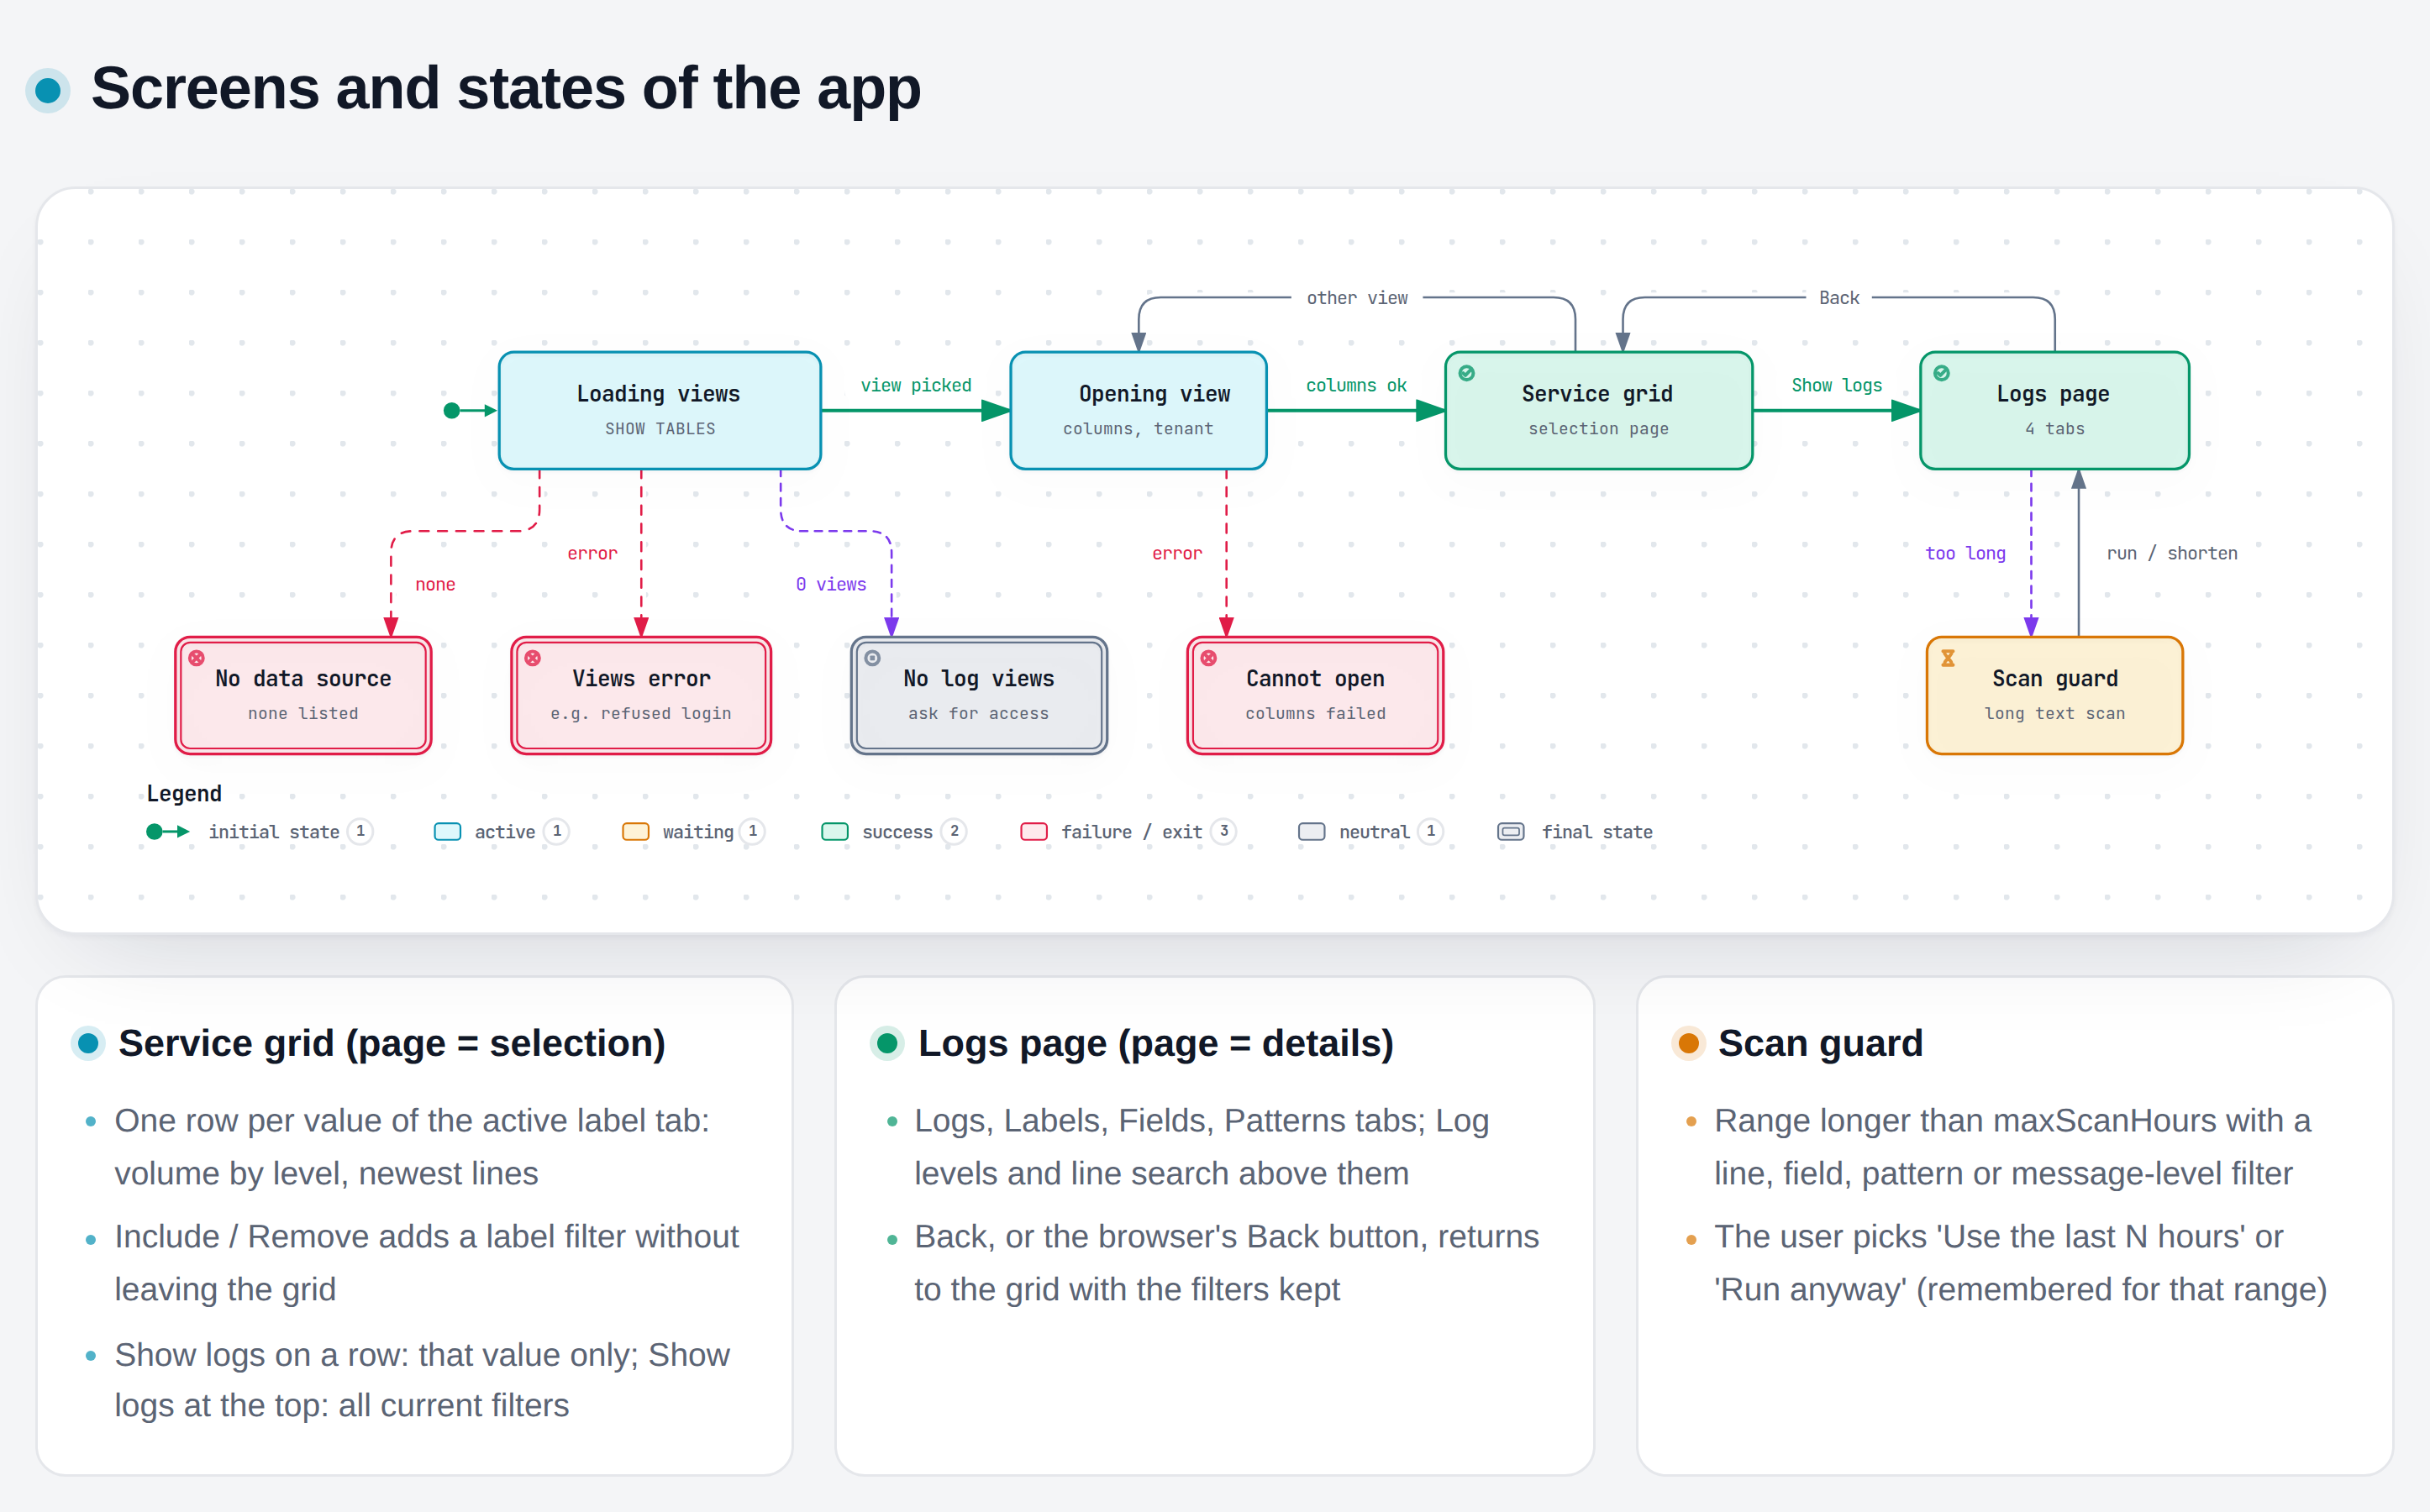 Screens and states of the app
other view
Back
Loading views
SHOW TABLES
view picked
Opening view
columns, tenant
columns ok
Service grid
selection page
Show logs
Logs page
4 tabs
none
error
0 views
error
too long
run / shorten
No data source
none listed
Views error
e.g. refused login
No log views
ask for access
Cannot open
columns failed
Scan guard
long text scan
Legend
initial state 1
active 1
waiting 1
success 2
failure / exit 3
neutral 1
final state
Service grid (page = selection)
One row per value of the active label tab:
volume by level, newest lines
Include / Remove adds a label filter without
leaving the grid
Show logs on a row: that value only; Show
logs at the top: all current filters
Logs page (page = details)
Logs, Labels, Fields, Patterns tabs; Log
levels and line search above them
Back, or the browser's Back button, returns
to the grid with the filters kept
Scan guard
Range longer than maxScanHours with a
line, field, pattern or message-level filter
The user picks 'Use the last N hours' or
'Run anyway' (remembered for that range)